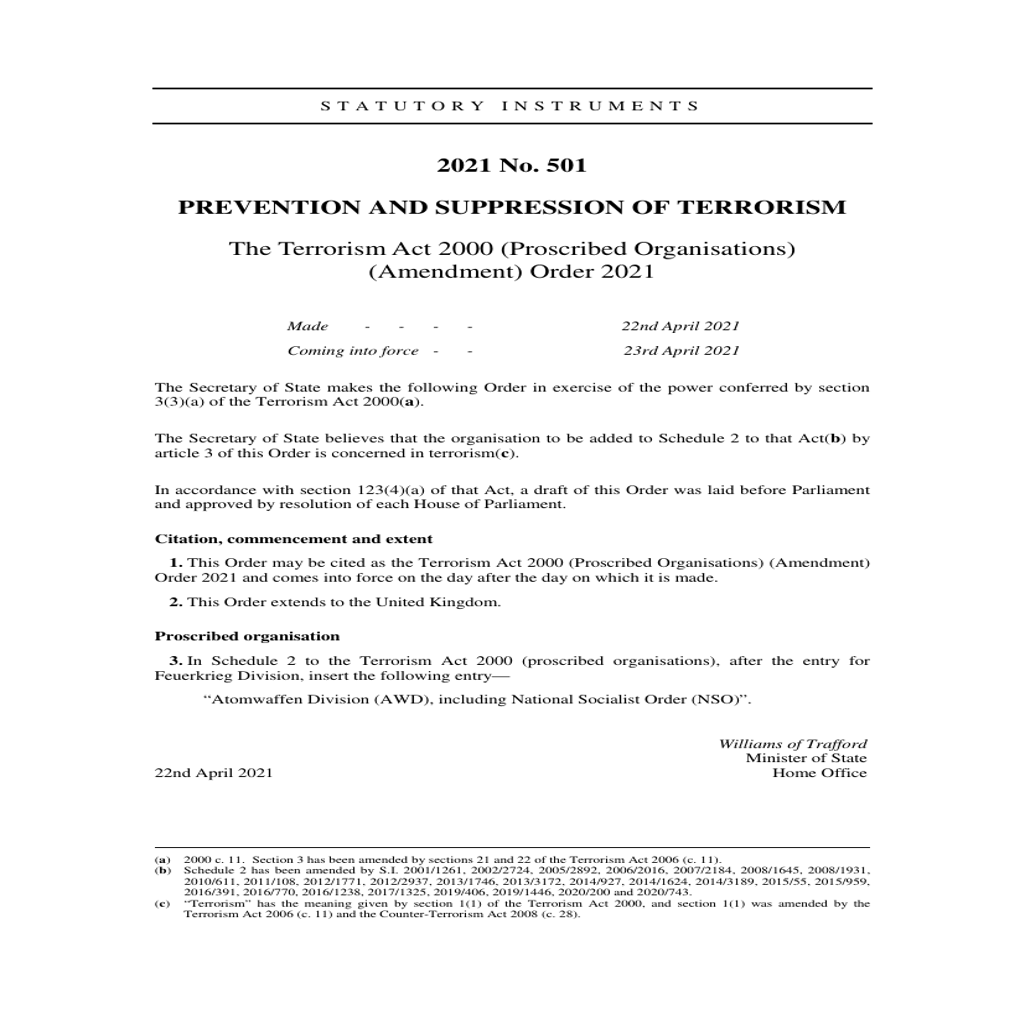 STATUTORY INSTRUMENTS
2021 No. 501
PREVENTION AND SUPPRESSION OF TERRORISM
The Terrorism Act 2000 (Proscribed Organisations)
(Amendment) Order 2021
Made - - - - 22nd April 2021
Coming into force - - 23rd April 2021
The Secretary of State makes the following Order in exercise of the power conferred by section
3(3)(a) of the Terrorism Act 2000(a).
The Secretary of State believes that the organisation to be added to Schedule 2 to that Act(b) by
article 3 of this Order is concerned in terrorism(c).
In accordance with section 123(4)(a) of that Act, a draft of this Order was laid before Parliament
and approved by resolution of each House of Parliament.
Citation, commencement and extent
1. This Order may be cited as the Terrorism Act 2000 (Proscribed Organisations) (Amendment)
Order 2021 and comes into force on the day after the day on which it is made.
2. This Order extends to the United Kingdom.
Proscribed organisation
3. In Schedule 2 to the Terrorism Act 2000 (proscribed organisations), after the entry for
Feuerkrieg Division, insert the following entry—
“Atomwaffen Division (AWD), including National Socialist Order (NSO)”.
Williams of Trafford
Minister of State
22nd April 2021 Home Office
(a) 2000 c. 11. Section 3 has been amended by sections 21 and 22 of the Terrorism Act 2006 (c. 11).
(b) Schedule 2 has been amended by S.I. 2001/1261, 2002/2724, 2005/2892, 2006/2016, 2007/2184, 2008/1645, 2008/1931,
2010/611, 2011/108, 2012/1771, 2012/2937, 2013/1746, 2013/3172, 2014/927, 2014/1624, 2014/3189, 2015/55, 2015/959,
2016/391, 2016/770, 2016/1238, 2017/1325, 2019/406, 2019/1446, 2020/200 and 2020/743.
(c) “Terrorism” has the meaning given by section 1(1) of the Terrorism Act 2000, and section 1(1) was amended by the
Terrorism Act 2006 (c. 11) and the Counter-Terrorism Act 2008 (c. 28).